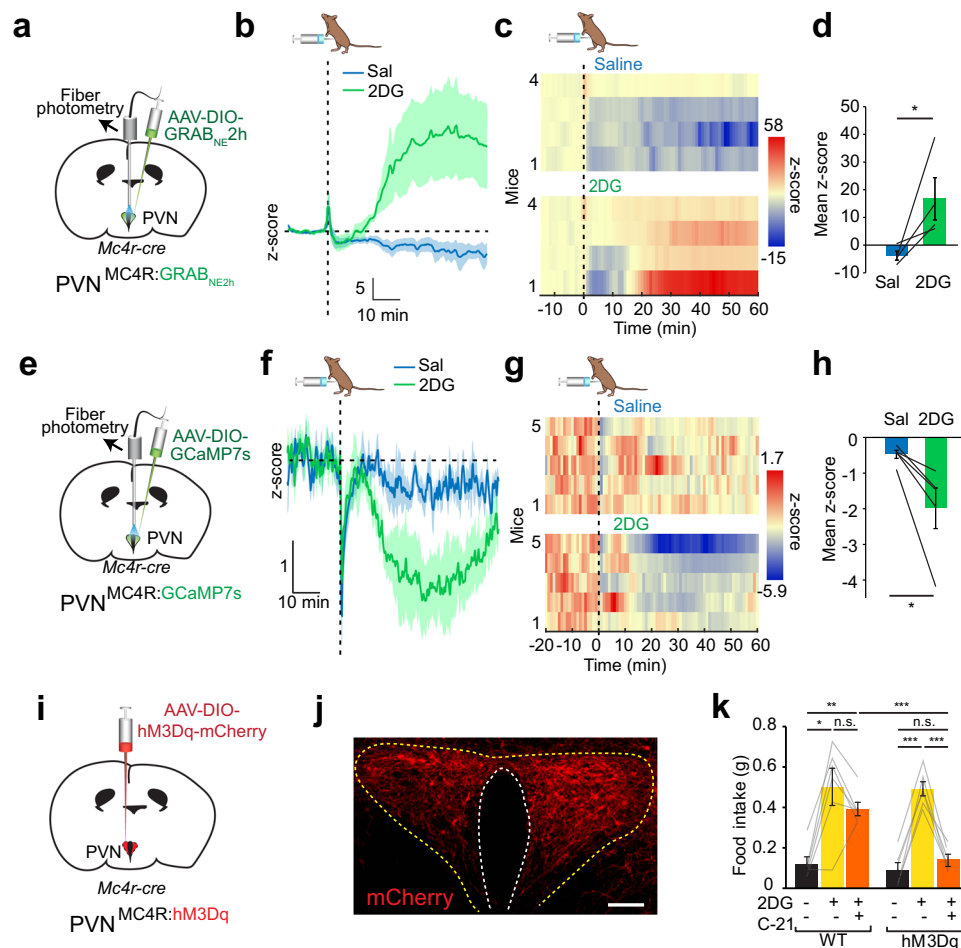 a
Fiber
photometry
AAV-DIO-
GRABNE2h
PVN
Mc4r-cre
PVN MC4R:GRABNE2h
b
Sal
2DG
z-score
5
10 min
c
Saline
4
1
2DG
4
1
Mice
-10 0 10 20 30 40 50 60
Time (min)
58
z-score
-15
d
*
50
40
30
20
10
0
-10
Mean z-score
Sal 2DG
e
Fiber
photometry
AAV-DIO-
GCaMP7s
PVN
Mc4r-cre
PVN MC4R:GCaMP7s
f
Sal
2DG
z-score
1
10 min
g
Saline
5
1
2DG
5
1
Mice
-20 -10 0 10 20 30 40 50 60
Time (min)
1.7
z-score
-5.9
h
Sal 2DG
0
-1
-2
-3
-4
Mean z-score
*
i
AAV-DIO-
hM3Dq-mCherry
PVN
Mc4r-cre
PVN MC4R:hM3Dq
j
mCherry
k
** ***
* n.s. n.s.
*** ***
0.8
0.6
0.4
0.2
0
Food intake (g)
2DG - + + - + +
C-21 - - + - - +
WT hM3Dq